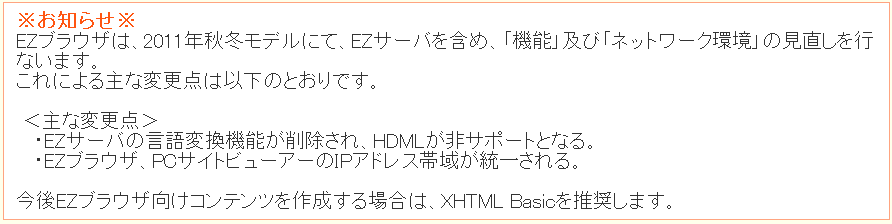 ※お知らせ※
EZブラウザは、2011年秋冬モデルにて、EZサーバを含め、「機能」及び「ネットワーク環境」の見直しを行
ないます。
これによる主な変更点は以下のとおりです。
＜主な変更点＞
・EZサーバの言語変換機能が削除され、HDMLが非サポートとなる。
・EZブラウザ、PCサイトビューアーのIPアドレス帯域が統一される。
今後EZブラウザ向けコンテンツを作成する場合は、XHTML Basicを推奨します。